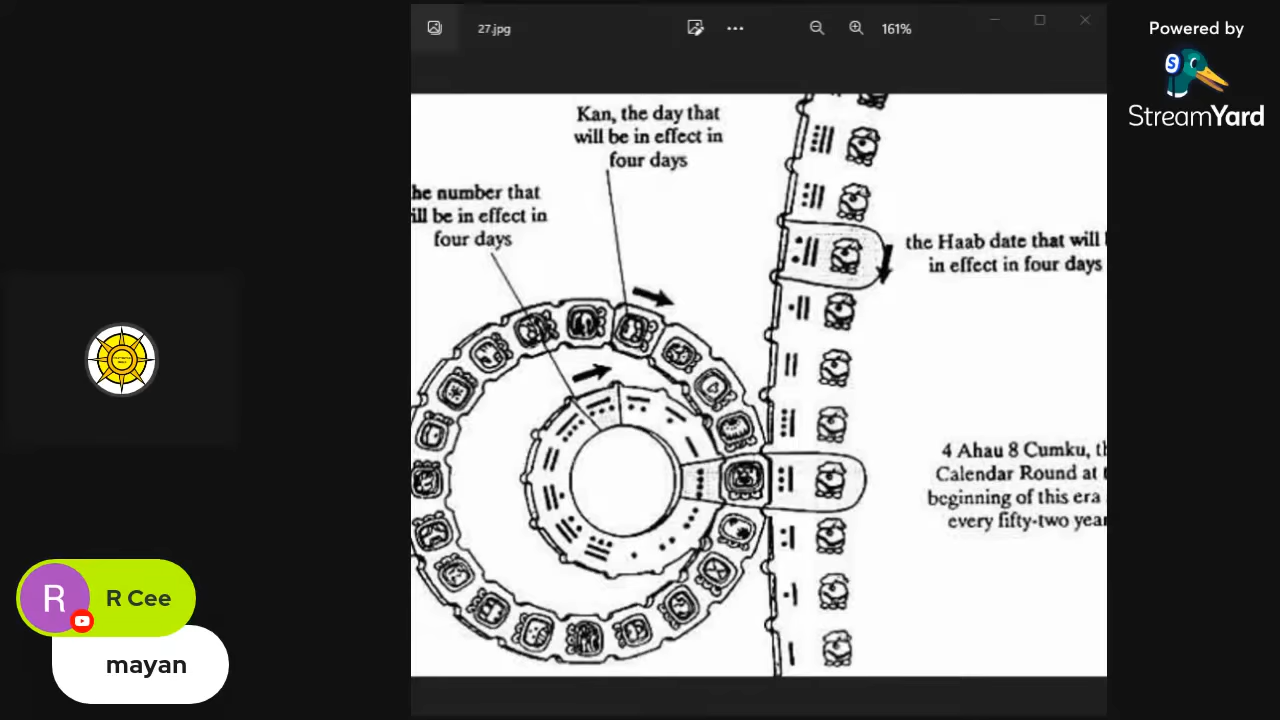 27.jpg
161%
Powered by
StreamYard
Kan, the day that
will be in effect in
four days
he number that
ill be in effect in
four days
the Haab date that will
in effect in four days
4 Ahau 8 Cumku, th
Calendar Round at
beginning of this era
every fifty-two year
R
R Cee
mayan